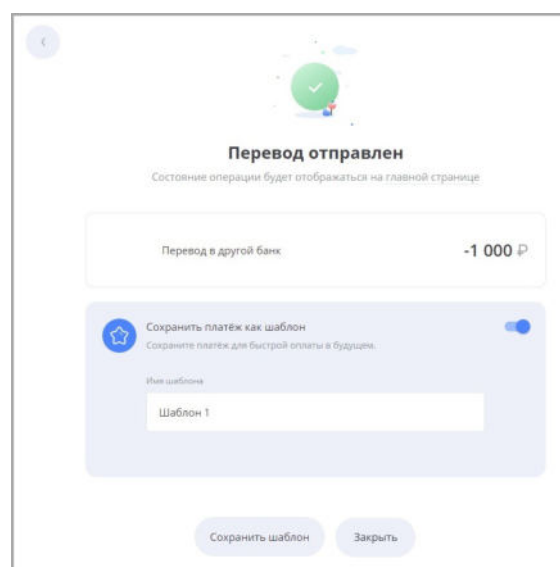 Перевод отправлен
Состояние операции будет отображаться на главной странице
Перевод в другой банк
-1 000 ₽
Сохранить платёж как шаблон
Сохраните платёж для быстрой оплаты в будущем.
Имя шаблона
Шаблон 1
Сохранить шаблон
Закрыть